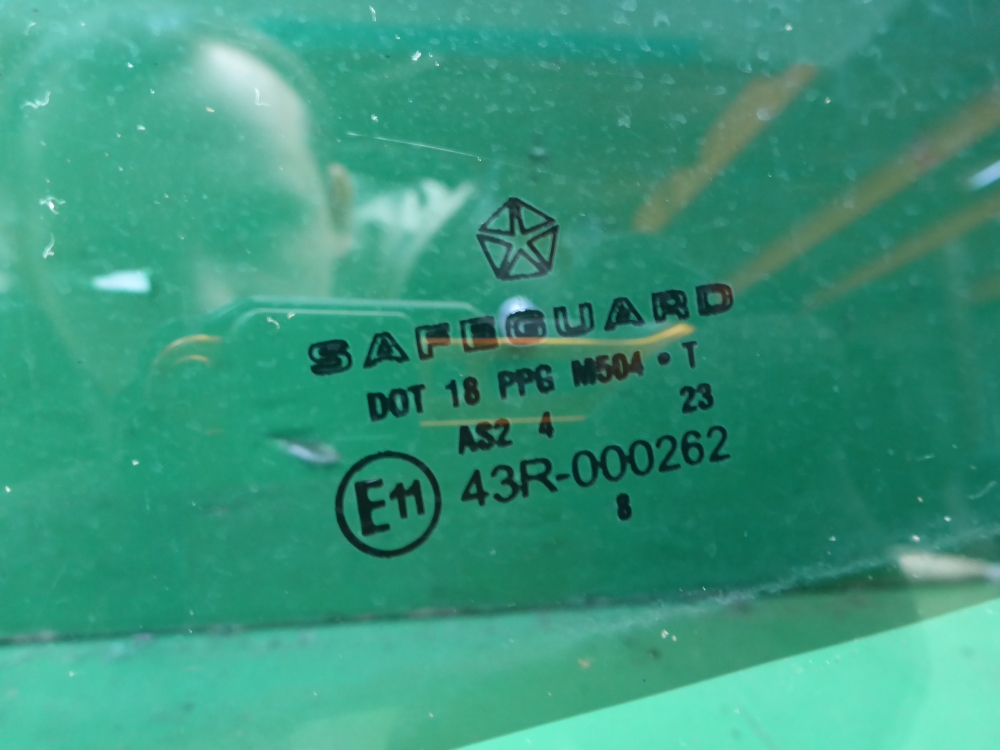 SAFEGUARD
DOT 18 PPG M504 • T
AS2 4 23
E11 43R-000262
8